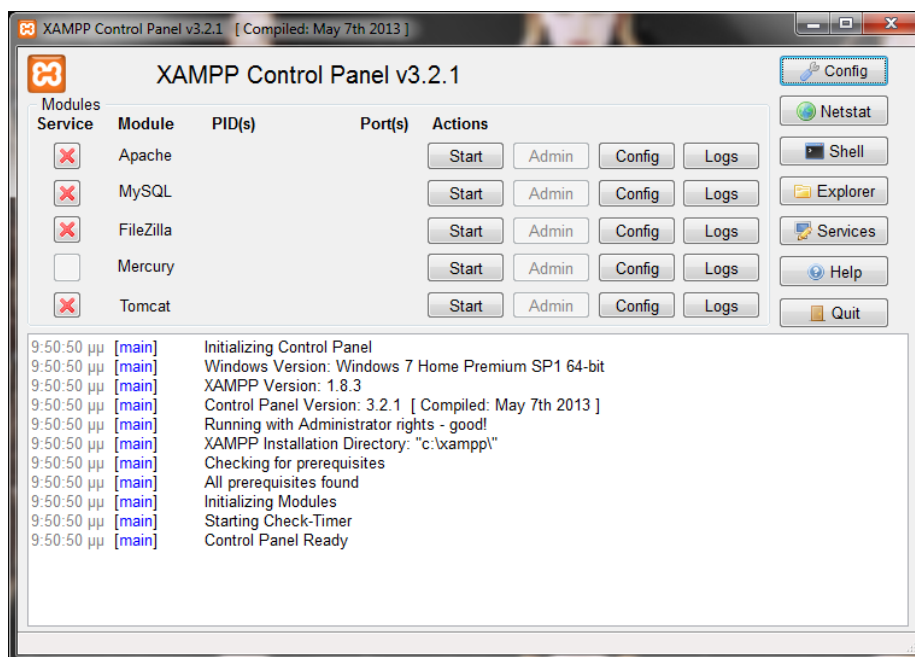 XAMPP Control Panel v3.2.1 [ Compiled: May 7th 2013 ]
XAMPP Control Panel v3.2.1
Config
Modules
Netstat
Service Module PID(s) Port(s) Actions
Apache Start Admin Config Logs
Shell
MySQL Start Admin Config Logs
Explorer
FileZilla Start Admin Config Logs
Services
Mercury Start Admin Config Logs
Help
Tomcat Start Admin Config Logs
Quit
9:50:50 μμ [main] Initializing Control Panel
9:50:50 μμ [main] Windows Version: Windows 7 Home Premium SP1 64-bit
9:50:50 μμ [main] XAMPP Version: 1.8.3
9:50:50 μμ [main] Control Panel Version: 3.2.1 [ Compiled: May 7th 2013 ]
9:50:50 μμ [main] Running with Administrator rights - good!
9:50:50 μμ [main] XAMPP Installation Directory: "c:\xampp\"
9:50:50 μμ [main] Checking for prerequisites
9:50:50 μμ [main] All prerequisites found
9:50:50 μμ [main] Initializing Modules
9:50:50 μμ [main] Starting Check-Timer
9:50:50 μμ [main] Control Panel Ready